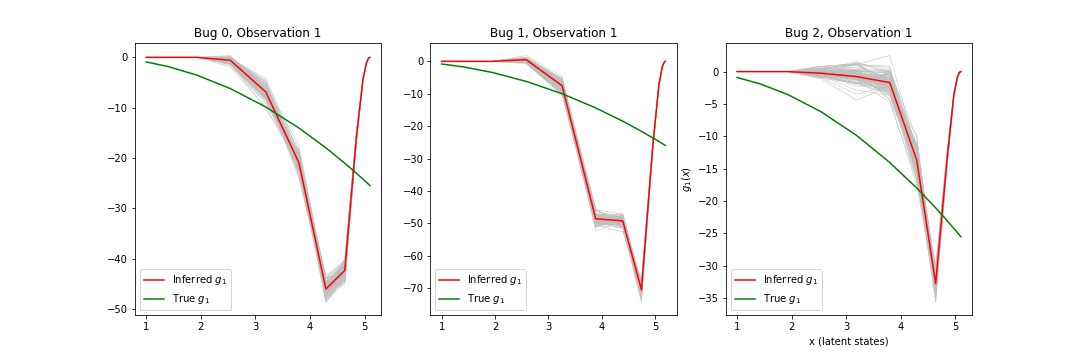 Bug 0, Observation 1
0
−10
−20
−30
−40
−50
1 2 3 4 5
Inferred g₁
True g₁
Bug 1, Observation 1
0
−10
−20
−30
−40
−50
−60
−70
1 2 3 4 5
Inferred g₁
True g₁
Bug 2, Observation 1
g₁(x)
0
−5
−10
−15
−20
−25
−30
−35
1 2 3 4 5
x (latent states)
Inferred g₁
True g₁